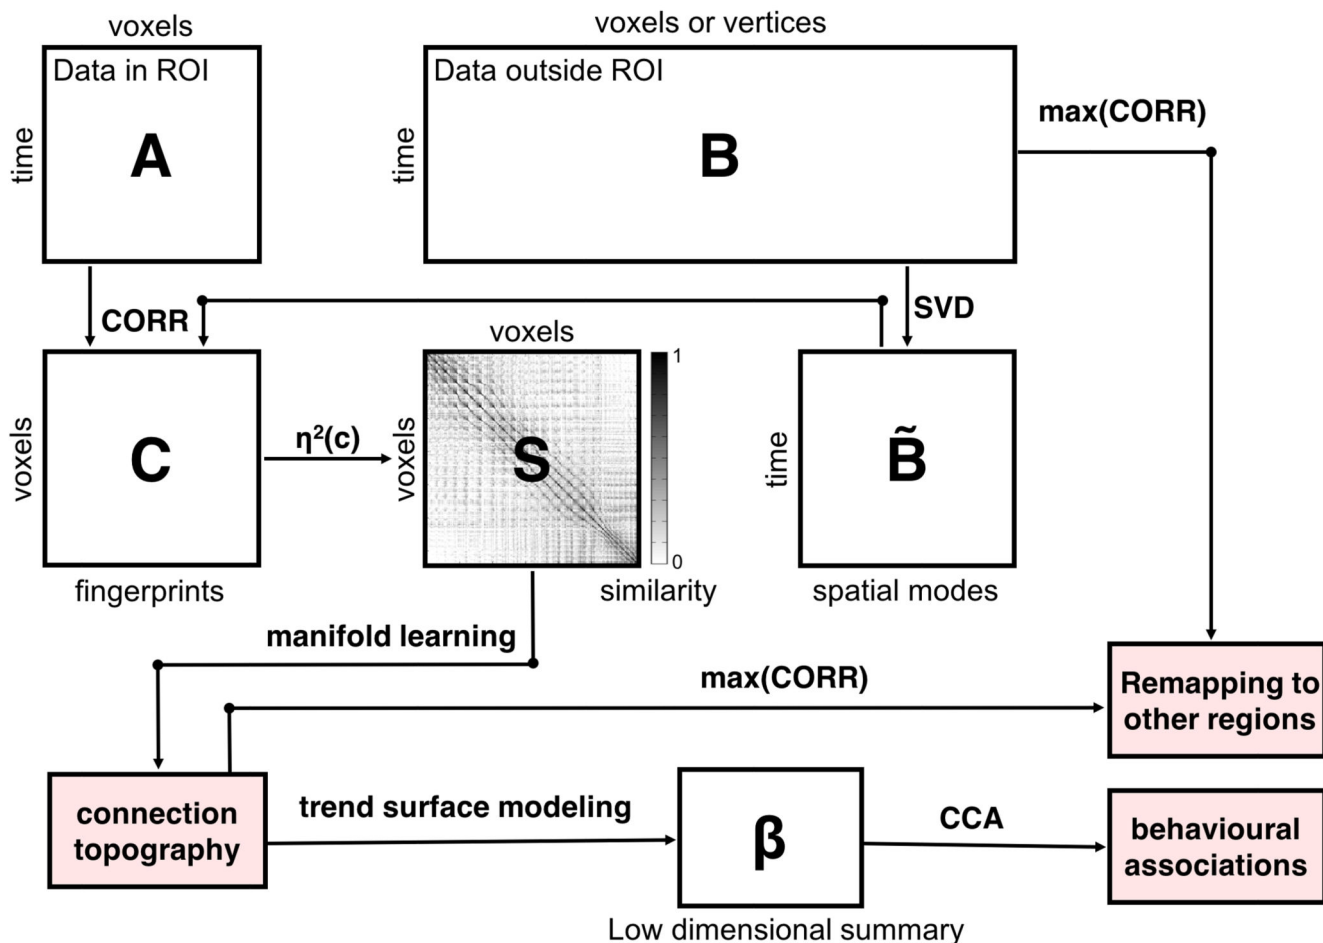 voxels
voxels or vertices
Data in ROI
Data outside ROI
max(CORR)
time
A
time
B
CORR
SVD
voxels
1
voxels
C
η²(c)
voxels
S
time
B̃
0
fingerprints
similarity
spatial modes
manifold learning
max(CORR)
Remapping to
other regions
connection
topography
trend surface modeling
β
CCA
behavioural
associations
Low dimensional summary